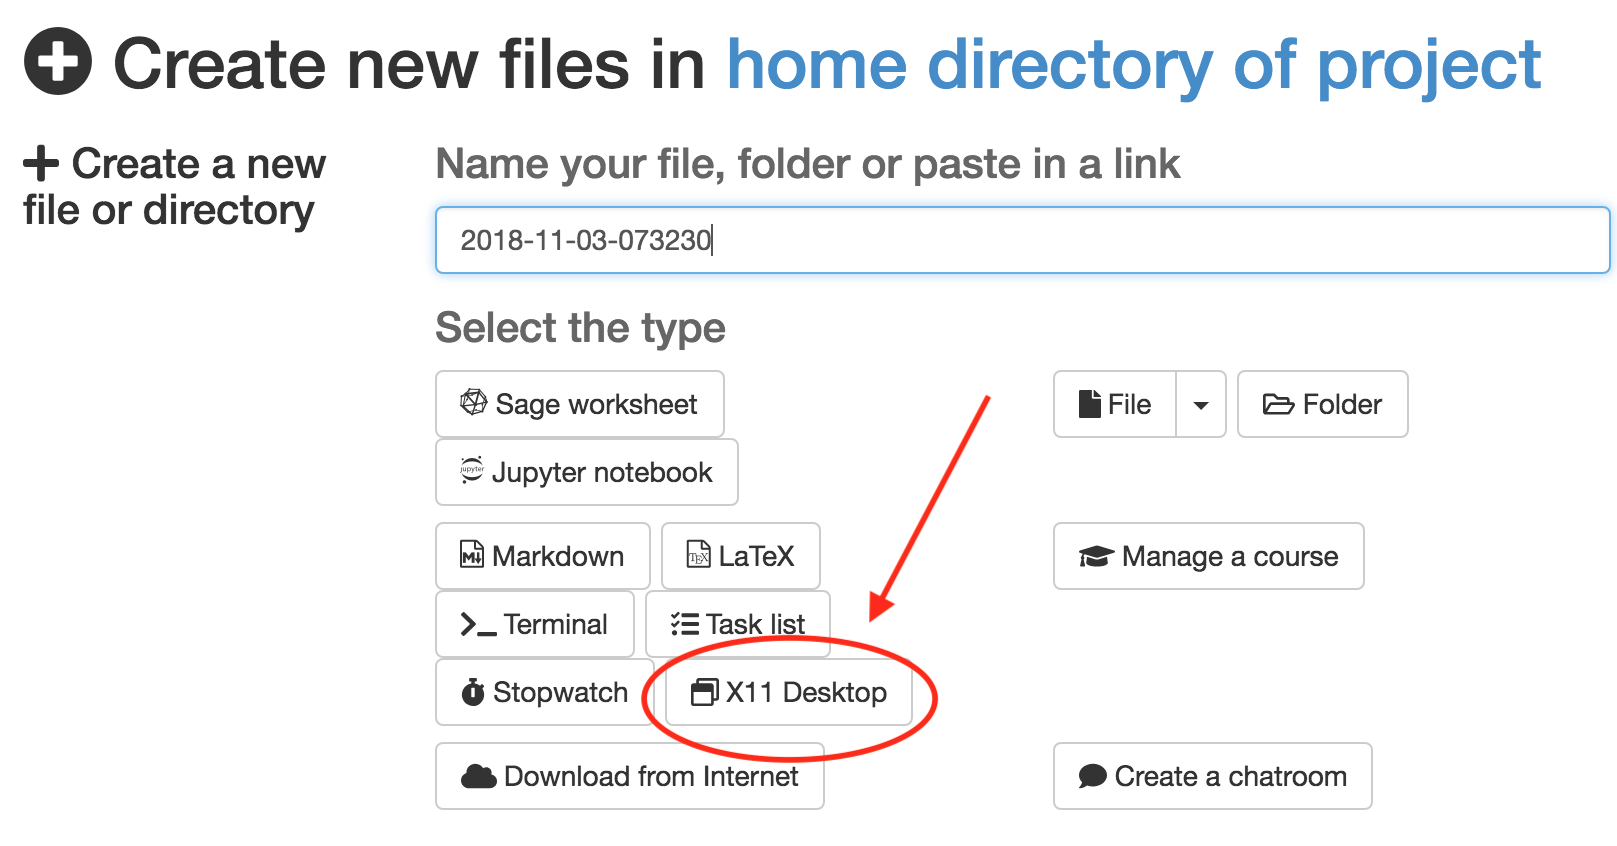 Create new files in home directory of project
Create a new
file or directory
Name your file, folder or paste in a link
2018-11-03-073230
Select the type
Sage worksheet
File
Folder
jupyter
Jupyter notebook
Markdown
TEX
LaTeX
Manage a course
Terminal
Task list
Stopwatch
X11 Desktop
Download from Internet
Create a chatroom